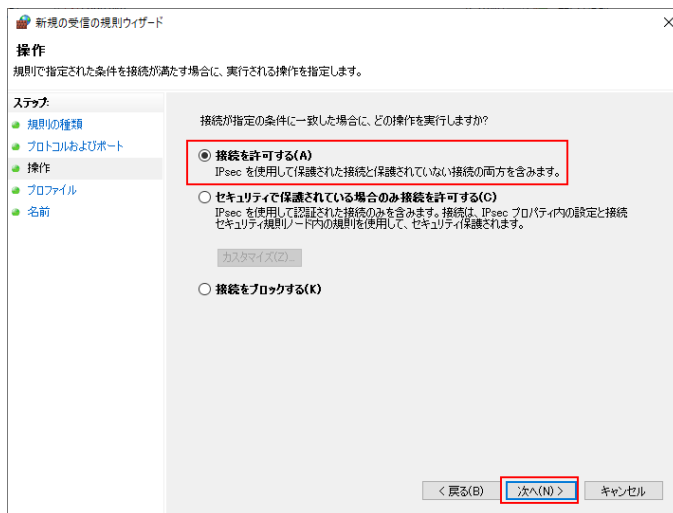 新規の受信の規則ウィザード
操作
規則で指定された条件を接続が満たす場合に、実行される操作を指定します。
ステップ:
規則の種類
プロトコルおよびポート
操作
プロファイル
名前
接続が指定の条件に一致した場合に、どの操作を実行しますか?
接続を許可する(A)
IPsec を使用して保護された接続と保護されていない接続の両方を含みます。
セキュリティで保護されている場合のみ接続を許可する(C)
IPsec を使用して認証された接続のみを含みます。接続は、IPsec プロパティ内の設定と接続
セキュリティ規則ノード内の規則を使用して、セキュリティ保護されます。
カスタマイズ(Z)...
接続をブロックする(K)
< 戻る(B)
次へ(N) >
キャンセル